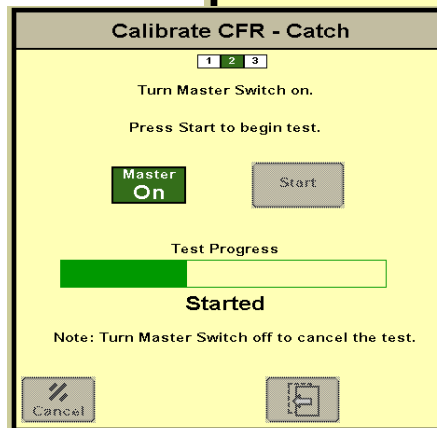 Calibrate CFR - Catch
1 2 3
Turn Master Switch on.
Press Start to begin test.
Master
On
Start
Test Progress
Started
Note: Turn Master Switch off to cancel the test.
Cancel